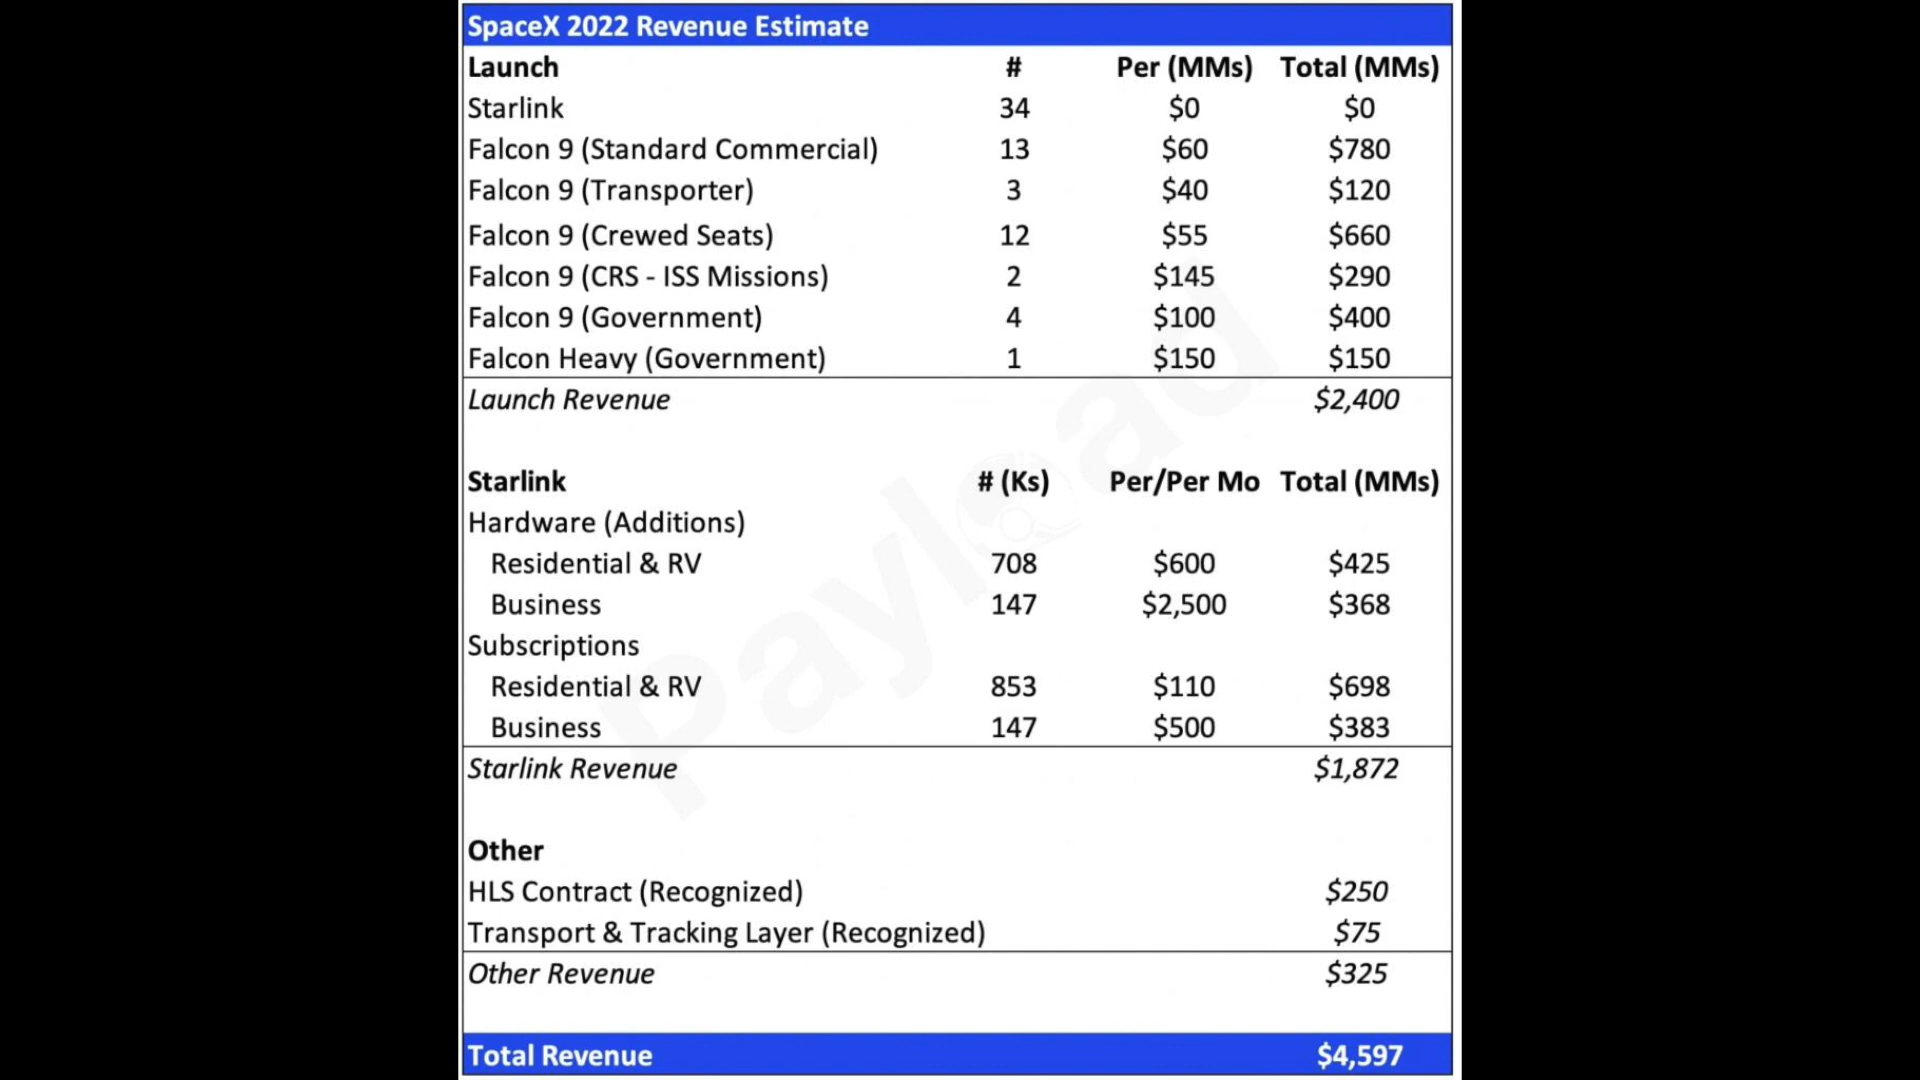 SpaceX 2022 Revenue Estimate
Launch # Per (MMs) Total (MMs)
Starlink 34 $0 $0
Falcon 9 (Standard Commercial) 13 $60 $780
Falcon 9 (Transporter) 3 $40 $120
Falcon 9 (Crewed Seats) 12 $55 $660
Falcon 9 (CRS - ISS Missions) 2 $145 $290
Falcon 9 (Government) 4 $100 $400
Falcon Heavy (Government) 1 $150 $150
Launch Revenue $2,400
Starlink # (Ks) Per/Per Mo Total (MMs)
Hardware (Additions)
Residential & RV 708 $600 $425
Business 147 $2,500 $368
Subscriptions
Residential & RV 853 $110 $698
Business 147 $500 $383
Starlink Revenue $1,872
Other
HLS Contract (Recognized) $250
Transport & Tracking Layer (Recognized) $75
Other Revenue $325
Total Revenue $4,597
Payload